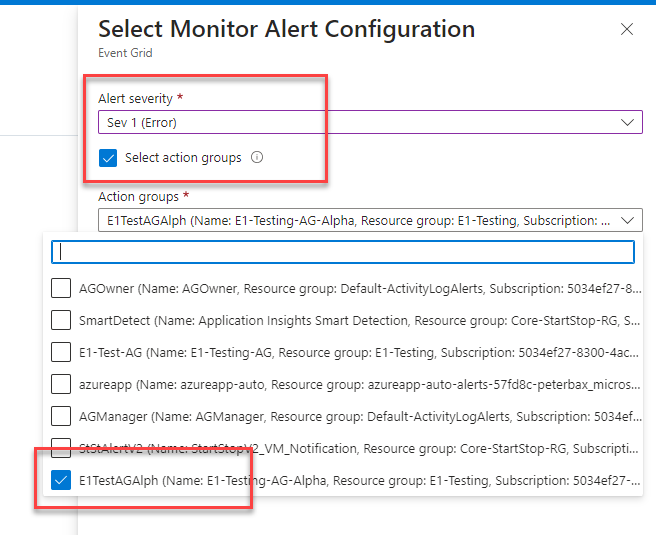 Select Monitor Alert Configuration
Event Grid
Alert severity *
Sev 1 (Error)
Select action groups
Action groups *
E1TestAGAlph (Name: E1-Testing-AG-Alpha, Resource group: E1-Testing, Subscription: ...
AGOwner (Name: AGOwner, Resource group: Default-ActivityLogAlerts, Subscription: 5034ef27-8...
SmartDetect (Name: Application Insights Smart Detection, Resource group: Core-StartStop-RG, S...
E1-Test-AG (Name: E1-Testing-AG, Resource group: E1-Testing, Subscription: 5034ef27-8300-4ac...
azureapp (Name: azureapp-auto, Resource group: azureapp-auto-alerts-57fd8c-peterbax_micros...
AGManager (Name: AGManager, Resource group: Default-ActivityLogAlerts, Subscription: 5034ef...
StStAlertV2 (Name: StartStopV2_VM_Notification, Resource group: Core-StartStop-RG, Subscripti...
E1TestAGAlph (Name: E1-Testing-AG-Alpha, Resource group: E1-Testing, Subscription: 5034ef27-...